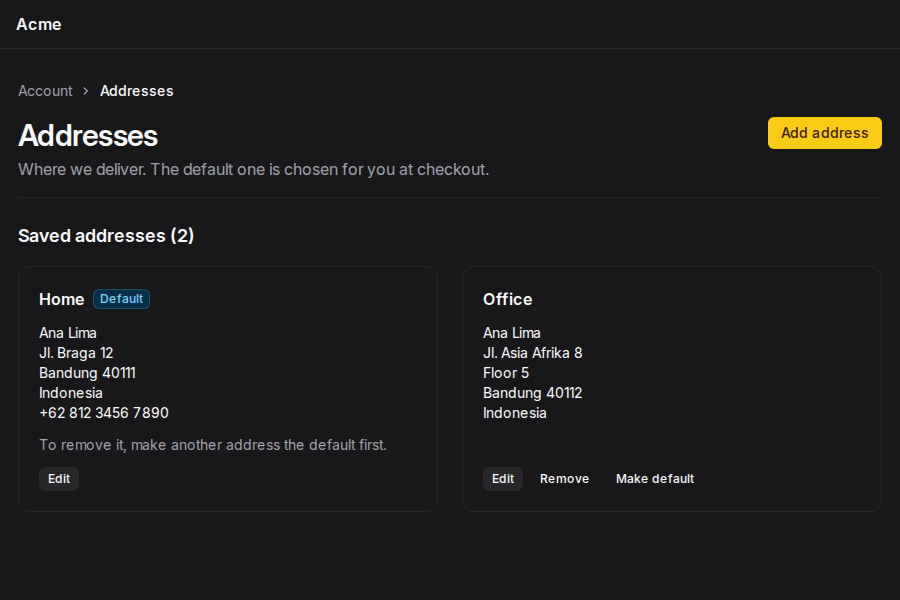 Acme
Account > Addresses
Addresses
Add address
Where we deliver. The default one is chosen for you at checkout.
Saved addresses (2)
Home Default
Ana Lima
Jl. Braga 12
Bandung 40111
Indonesia
+62 812 3456 7890
To remove it, make another address the default first.
Edit
Office
Ana Lima
Jl. Asia Afrika 8
Floor 5
Bandung 40112
Indonesia
Edit Remove Make default